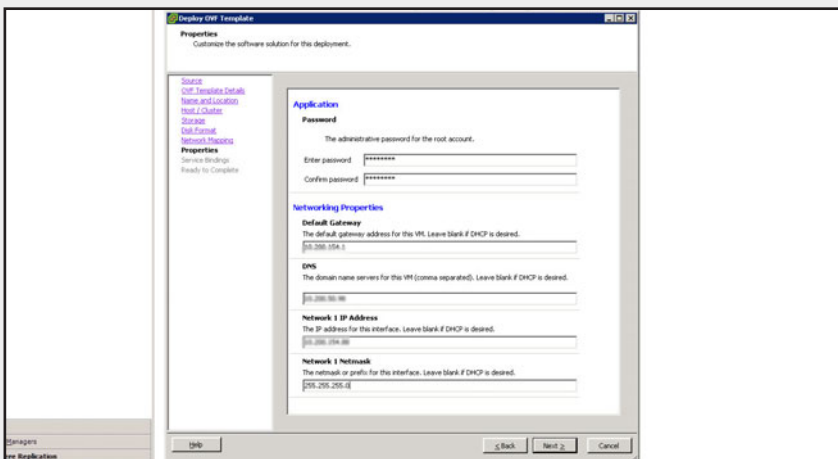 Deploy OVF Template
Properties
Customize the software solution for this deployment.
Source
OVF Template Details
Name and Location
Host / Cluster
Storage
Disk Format
Network Mapping
Properties
Service Bindings
Ready to Complete
Application
Password
The administrative password for the root account.
Enter password ********
Confirm password ********
Networking Properties
Default Gateway
The default gateway address for this VM. Leave blank if DHCP is desired.
DNS
The domain name servers for this VM (comma separated). Leave blank if DHCP is desired.
Network 1 IP Address
The IP address for this interface. Leave blank if DHCP is desired.
Network 1 Netmask
The netmask or prefix for this interface. Leave blank if DHCP is desired.
255.255.255.0
Managers
Replication
Help
< Back
Next >
Cancel